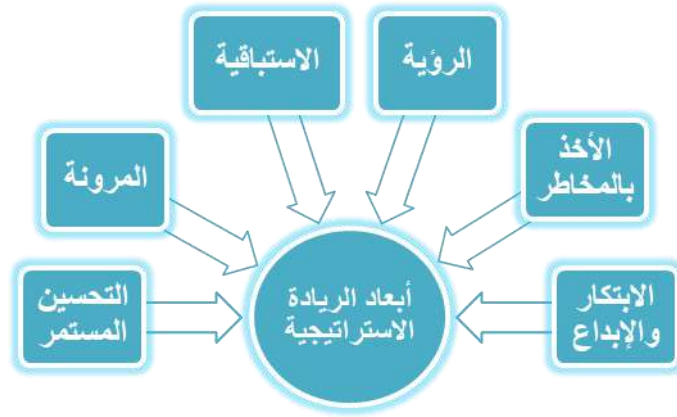 الرؤية
الاستباقية
الأخذ
بالمخاطر
المرونة
الابتكار
والإبداع
أبعاد الريادة
الاستراتيجية
التحسين
المستمر